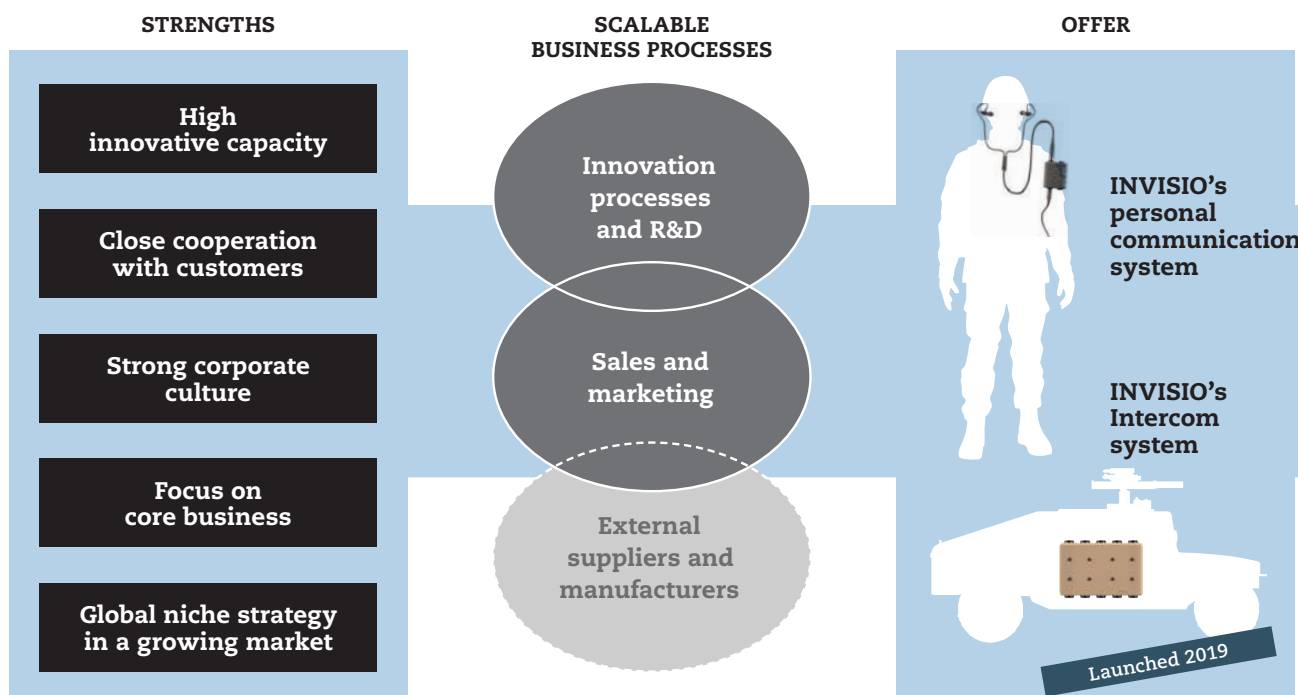 STRENGTHS
High
innovative capacity
Close cooperation
with customers
Strong corporate
culture
Focus on
core business
Global niche strategy
in a growing market
SCALABLE
BUSINESS PROCESSES
Innovation
processes
and R&D
Sales and
marketing
External
suppliers and
manufacturers
OFFER
INVISIO’s
personal
communication
system
INVISIO’s
Intercom
system
Launched 2019